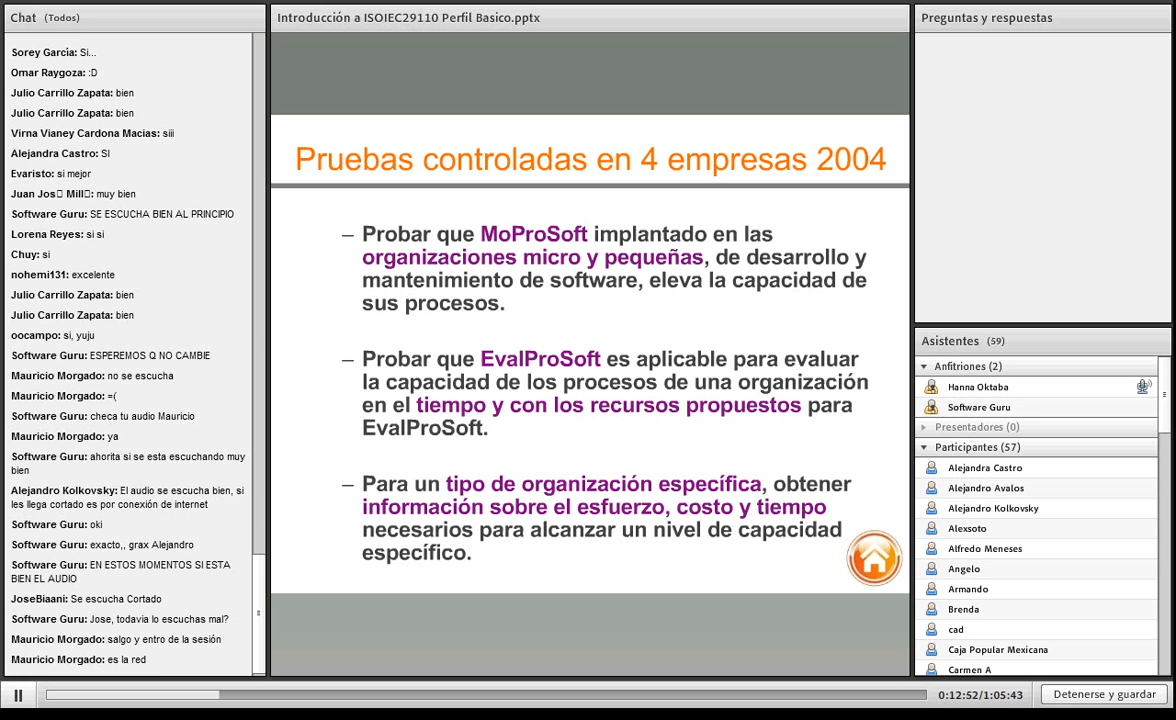 Chat (Todos)
Sorey García: Si...
Omar Raygoza: :D
Julio Carrillo Zapata: bien
Julio Carrillo Zapata: bien
Virna Vianey Cardona Macias: siii
Alejandra Castro: SI
Evaristo: si mejor
Juan Jos Mill: muy bien
Software Guru: SE ESCUCHA BIEN AL PRINCIPIO
Lorena Reyes: si si
Chuy: si
nohemi131: excelente
Julio Carrillo Zapata: bien
Julio Carrillo Zapata: bien
oocampo: si, yuju
Software Guru: ESPEREMOS Q NO CAMBIE
Mauricio Morgado: no se escucha
Mauricio Morgado: =(
Software Guru: checa tu audio Mauricio
Mauricio Morgado: ya
Software Guru: ahorita si se esta escuchando muy
bien
Alejandro Kolkovsky: El audio se escucha bien, si
les llega cortado es por conexión de internet
Software Guru: oki
Software Guru: exacto,, grax Alejandro
Software Guru: EN ESTOS MOMENTOS SI ESTA
BIEN EL AUDIO
JoseBiaani: Se escucha Cortado
Software Guru: Jose, todavia lo escuchas mal?
Mauricio Morgado: salgo y entro de la sesión
Mauricio Morgado: es la red
Introducción a ISOIEC29110 Perfil Basico.pptx
Pruebas controladas en 4 empresas 2004
– Probar que MoProSoft implantado en las
organizaciones micro y pequeñas, de desarrollo y
mantenimiento de software, eleva la capacidad de
sus procesos.
– Probar que EvalProSoft es aplicable para evaluar
la capacidad de los procesos de una organización
en el tiempo y con los recursos propuestos para
EvalProSoft.
– Para un tipo de organización específica, obtener
información sobre el esfuerzo, costo y tiempo
necesarios para alcanzar un nivel de capacidad
específico.
Preguntas y respuestas
Asistentes (59)
Anfitriones (2)
Hanna Oktaba
Software Guru
Presentadores (0)
Participantes (57)
Alejandra Castro
Alejandro Avalos
Alejandro Kolkovsky
Alexsoto
Alfredo Meneses
Angelo
Armando
Brenda
cad
Caja Popular Mexicana
Carmen A
0:12:52/1:05:43
Detenerse y guardar